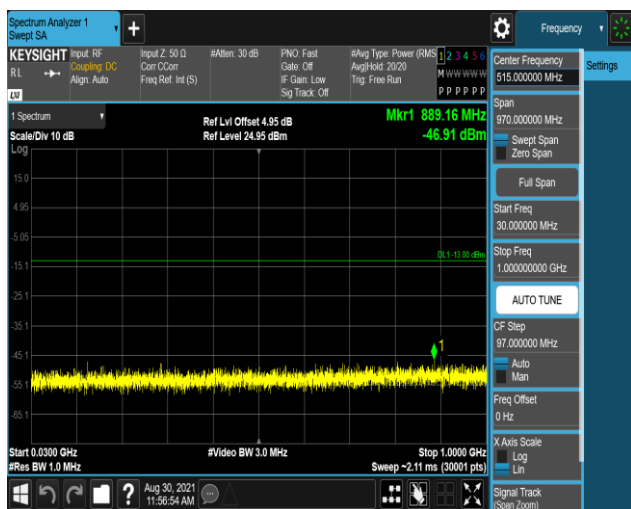 Spectrum Analyzer 1
Swept SA
+
Frequency
KEYSIGHT
RL
Input: RF
Coupling: DC
Align: Auto
Input Z: 50 Ω
Corr CCorr
Freq Ref: Int (S)
#Atten: 30 dB
PNO: Fast
Gate: Off
IF Gain: Low
Sig Track: Off
#Avg Type: Power (RMS
Avg|Hold: 20/20
Trig: Free Run
1 2 3 4 5 6
M W W W W W
P P P P P P
LXI
1 Spectrum
Scale/Div 10 dB
Log
Ref Lvl Offset 4.95 dB
Ref Level 24.95 dBm
Mkr1 889.16 MHz
-46.91 dBm
15.0
4.95
-5.05
-15.1
-25.1
-35.1
-45.1
-55.1
-65.1
DL1 -13.00 dBm
1
Start 0.0300 GHz
#Res BW 1.0 MHz
#Video BW 3.0 MHz
Stop 1.0000 GHz
Sweep ~2.11 ms (30001 pts)
?
Aug 30, 2021
11:56:54 AM
Center Frequency
515.000000 MHz
Span
970.000000 MHz
Swept Span
Zero Span
Full Span
Start Freq
30.000000 MHz
Stop Freq
1.000000000 GHz
AUTO TUNE
CF Step
97.000000 MHz
Auto
Man
Freq Offset
0 Hz
X Axis Scale
Log
Lin
Signal Track
(Span Zoom)
Settings